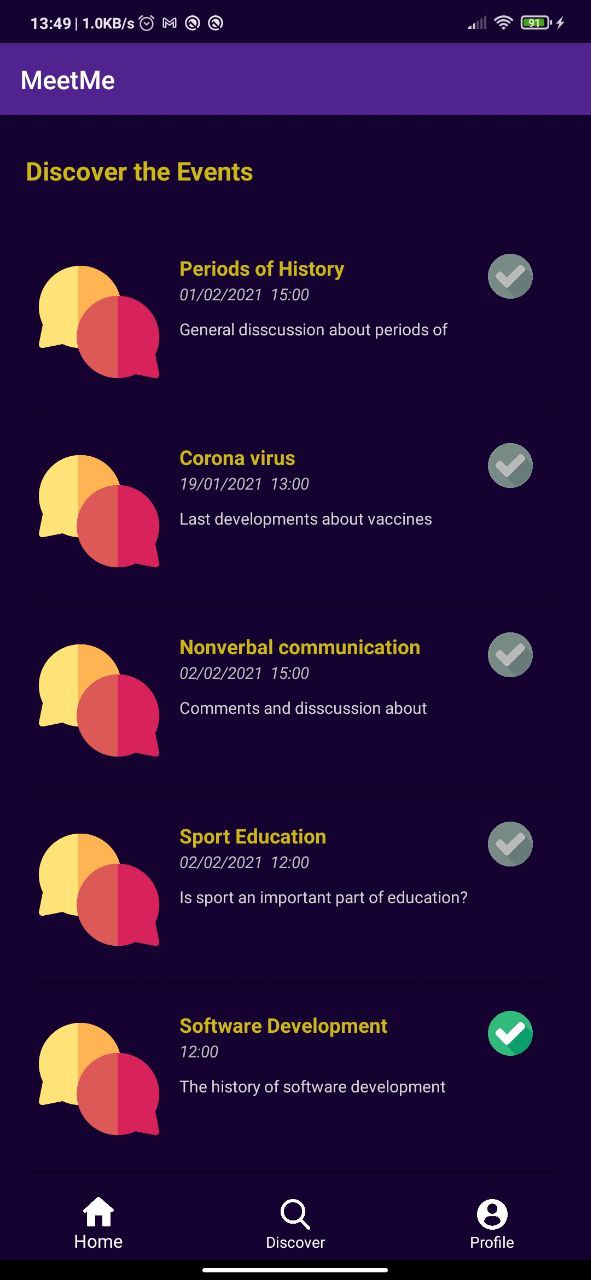 13:49 | 1.0KB/s
91
MeetMe
Discover the Events
Periods of History
01/02/2021 15:00
General disscussion about periods of
Corona virus
19/01/2021 13:00
Last developments about vaccines
Nonverbal communication
02/02/2021 15:00
Comments and disscussion about
Sport Education
02/02/2021 12:00
Is sport an important part of education?
Software Development
12:00
The history of software development
Home
Discover
Profile